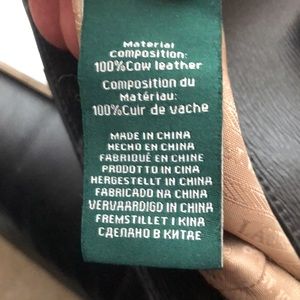 Material
Composition:
100%Cow leather
Composition du
Matériau:
100%Cuir de vache
MADE IN CHINA
HECHO EN CHINA
FABRIQUÉ EN CHINE
PRODOTTO IN CINA
HERGESTELLT IN CHINA
FABRICADO NA CHINA
VERVAARDIGD IN CHINA
FREMSTILLET I KINA
СДЕЛАНО В КИТАЕ